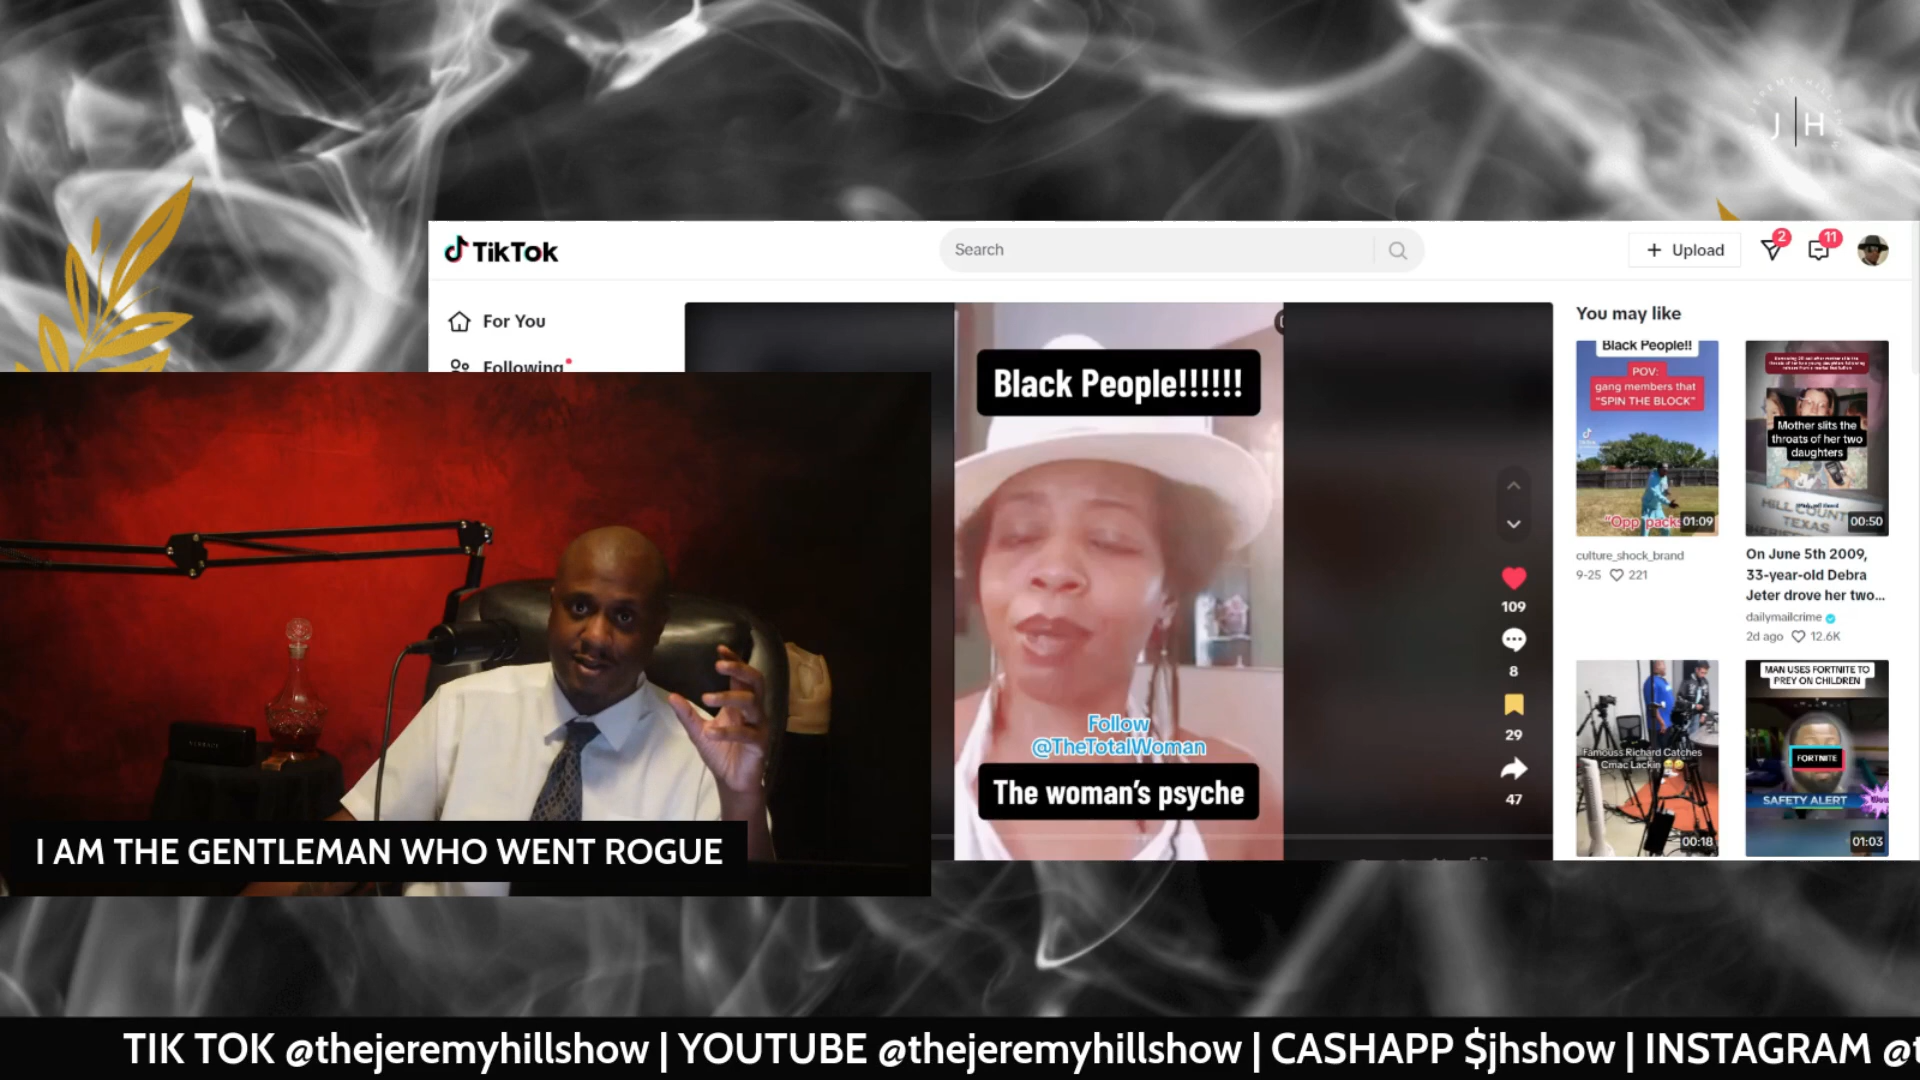 J|H
TikTok
Search
Upload
2
11
For You
Following
You may like
Black People!!!!!!
Follow
@TheTotalWoman
The woman's psyche
109
8
29
47
Black People!!
POV:
gang members that
"SPIN THE BLOCK"
"Opp pack
01:09
culture_shock_brand
9-25 221
Mother slits the
throats of her two
daughters
HILL COUNT
TEXAS
00:50
On June 5th 2009,
33-year-old Debra
Jeter drove her two...
dailymailcrime
2d ago 12.6K
Famouss Richard Catches
Cmac Lackin
00:18
MAN USES FORTNITE TO
PREY ON CHILDREN
FORTNITE
SAFETY ALERT
01:03
I AM THE GENTLEMAN WHO WENT ROGUE
TIK TOK @thejeremyhillshow | YOUTUBE @thejeremyhillshow | CASHAPP $jhshow | INSTAGRAM @t